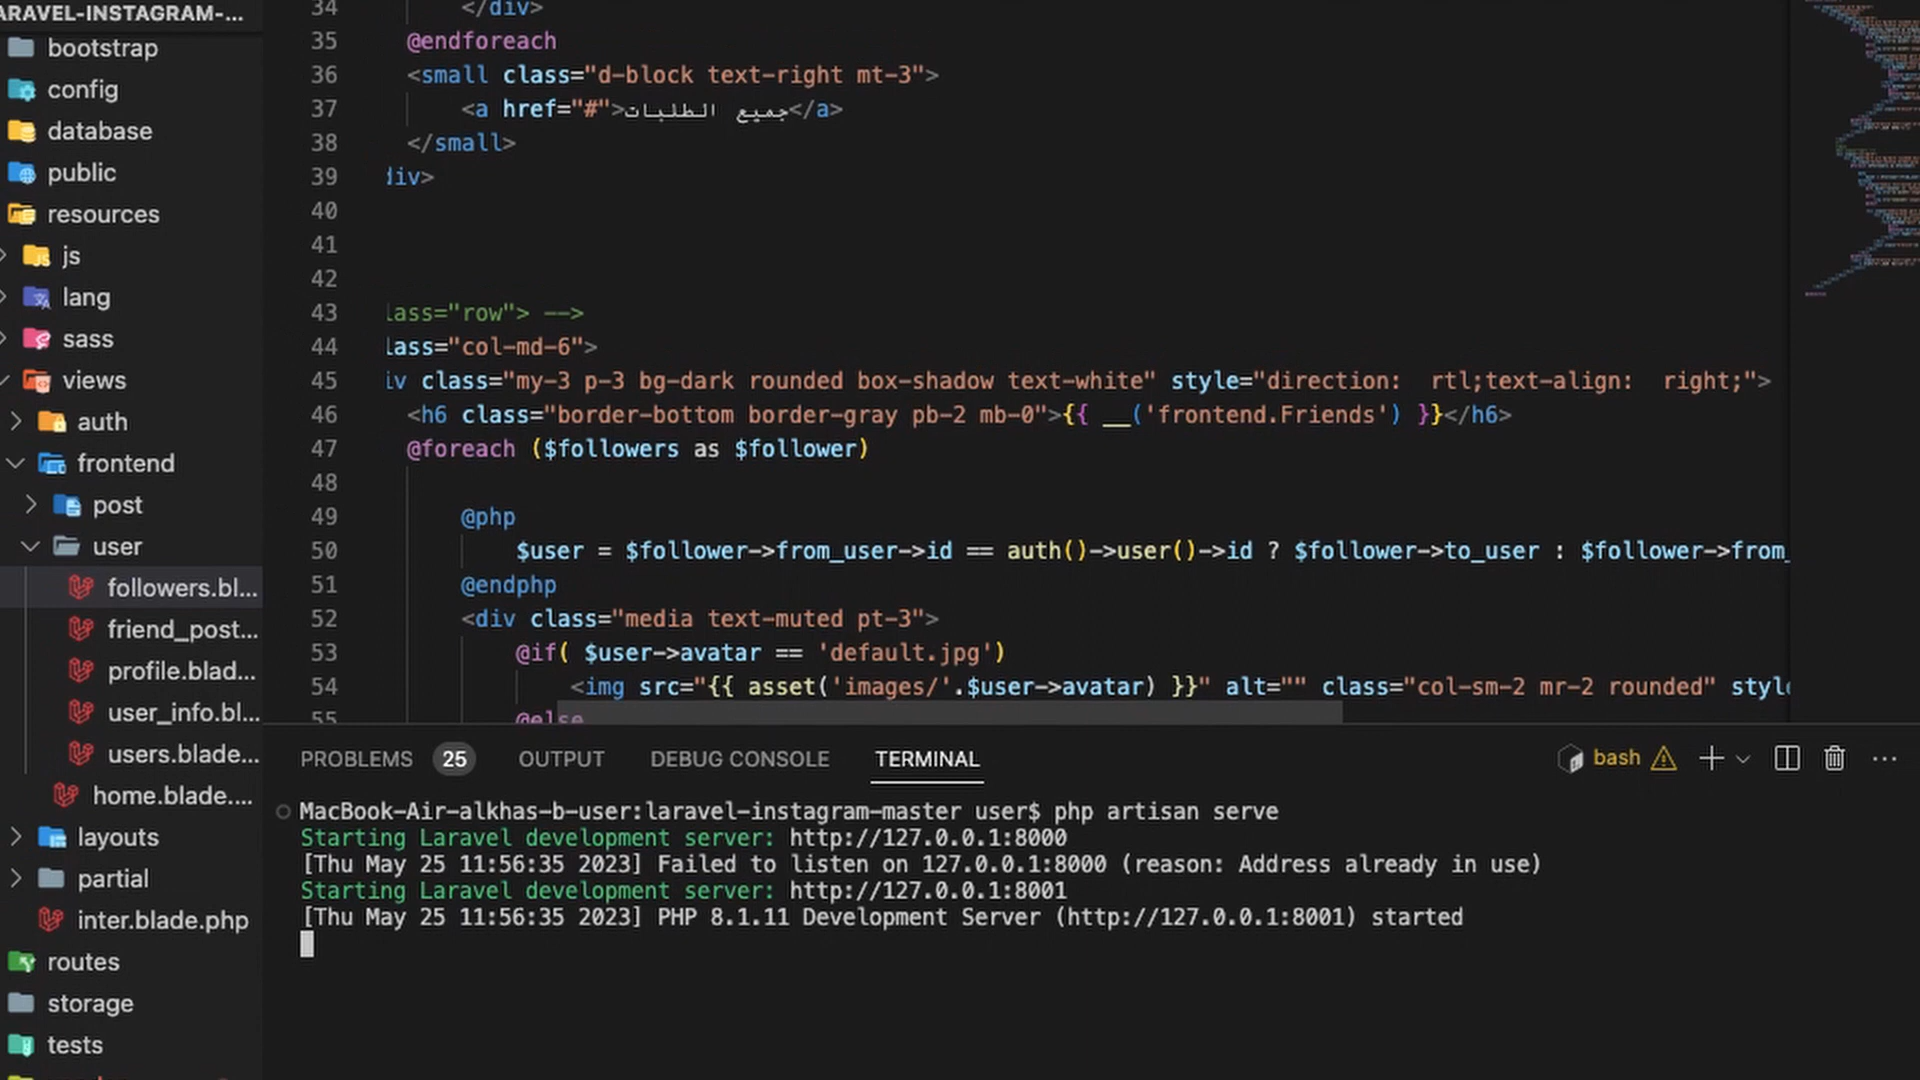 ARAVEL-INSTAGRAM-...
bootstrap
config
database
public
resources
js
lang
sass
views
auth
frontend
post
user
followers.bl...
friend_post...
profile.blad...
user_info.bl...
users.blade...
home.blade....
layouts
partial
inter.blade.php
routes
storage
tests
34 </div>
35 @endforeach
36 <small class="d-block text-right mt-3">
37 <a href="#">جميع الطلبات</a>
38 </small>
39 div>
40
41
42
43 lass="row"> -->
44 lass="col-md-6">
45 iv class="my-3 p-3 bg-dark rounded box-shadow text-white" style="direction: rtl;text-align: right;">
46 <h6 class="border-bottom border-gray pb-2 mb-0">{{ __('frontend.Friends') }}</h6>
47 @foreach ($followers as $follower)
48
49 @php
50 $user = $follower->from_user->id == auth()->user()->id ? $follower->to_user : $follower->from_
51 @endphp
52 <div class="media text-muted pt-3">
53 @if( $user->avatar == 'default.jpg')
54 <img src="{{ asset('images/'.$user->avatar) }}" alt="" class="col-sm-2 mr-2 rounded" style
55 @else
PROBLEMS 25 OUTPUT DEBUG CONSOLE TERMINAL bash
MacBook-Air-alkhas-b-user:laravel-instagram-master user$ php artisan serve
Starting Laravel development server: http://127.0.0.1:8000
[Thu May 25 11:56:35 2023] Failed to listen on 127.0.0.1:8000 (reason: Address already in use)
Starting Laravel development server: http://127.0.0.1:8001
[Thu May 25 11:56:35 2023] PHP 8.1.11 Development Server (http://127.0.0.1:8001) started